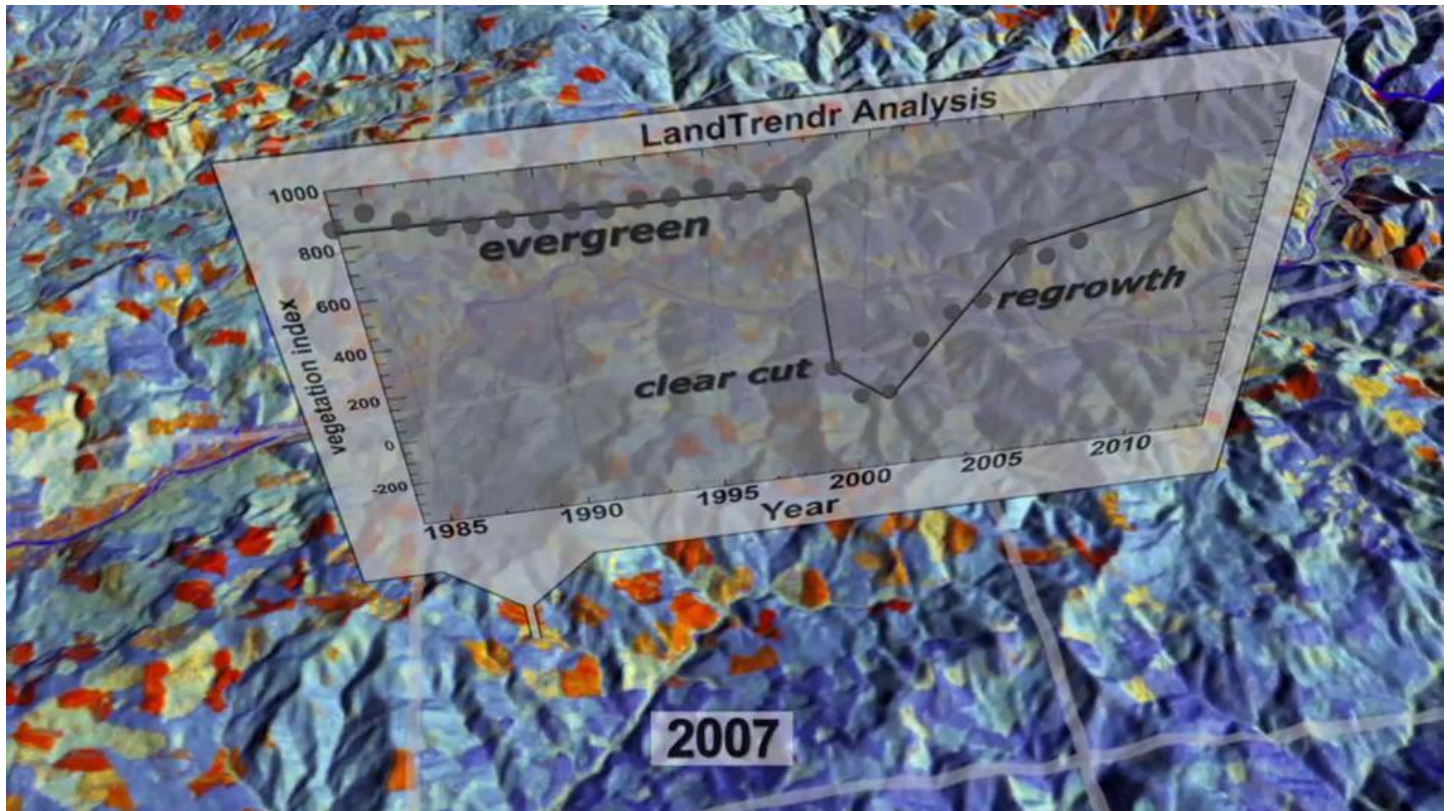 LandTrendr Analysis
1000
800
600
400
200
0
-200
vegetation index
evergreen
clear cut
regrowth
1985
1990
1995
2000
2005
2010
Year
2007